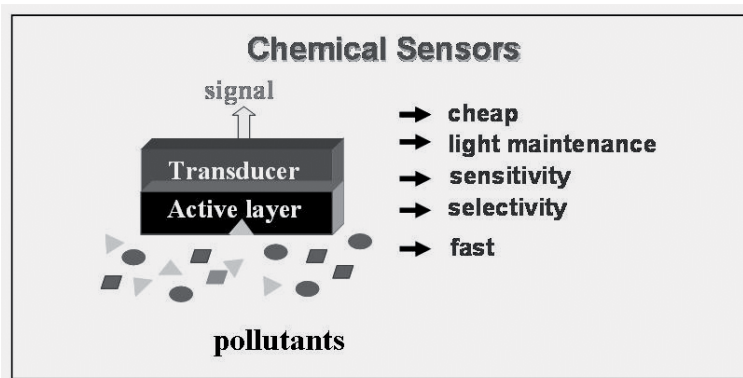 Chemical Sensors
signal
Transducer
Active layer
pollutants
➔ cheap
➔ light maintenance
➔ sensitivity
➔ selectivity
➔ fast